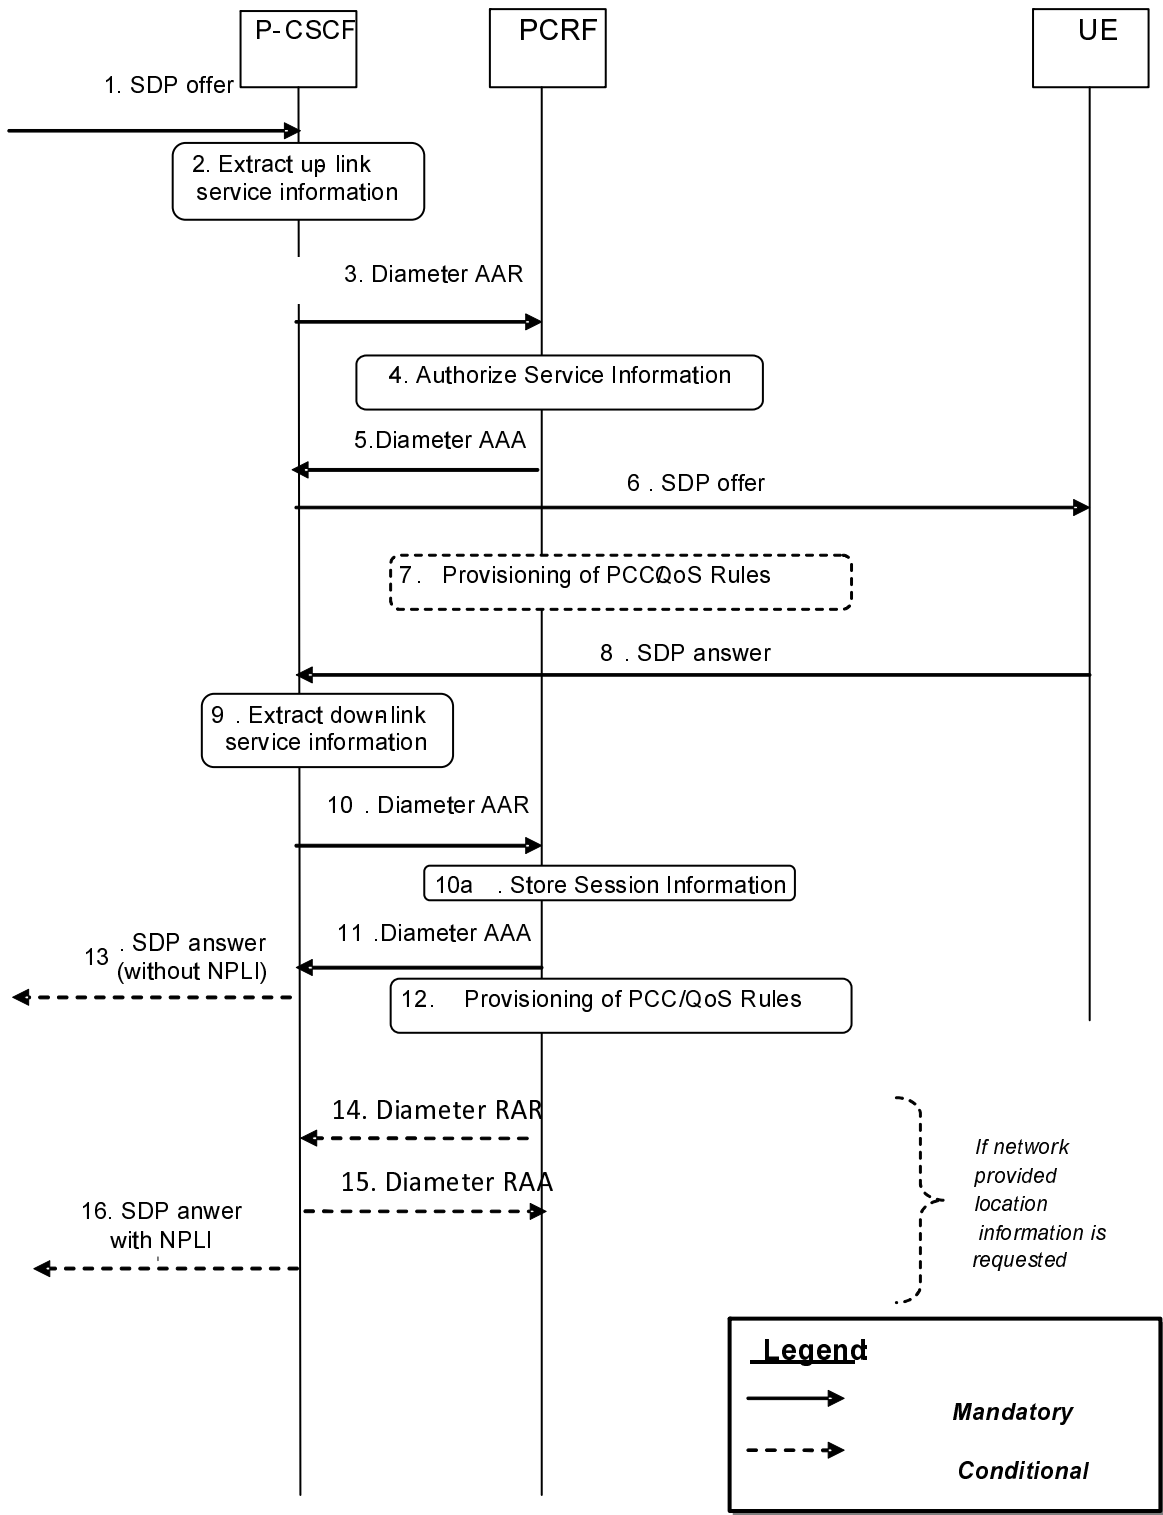 P-CSCF
PCRF
UE
1. SDP offer
2. Extract up-link
service information
3. Diameter AAR
4. Authorize Service Information
5.Diameter AAA
6 . SDP offer
7 . Provisioning of PCC/QoS Rules
8 . SDP answer
9 . Extract down-link
service information
10 . Diameter AAR
10a . Store Session Information
11 .Diameter AAA
13 . SDP answer
(without NPLI)
12. Provisioning of PCC/QoS Rules
14. Diameter RAR
15. Diameter RAA
16. SDP anwer
with NPLI
If network
provided
location
information is
requested
Legend
Mandatory
Conditional